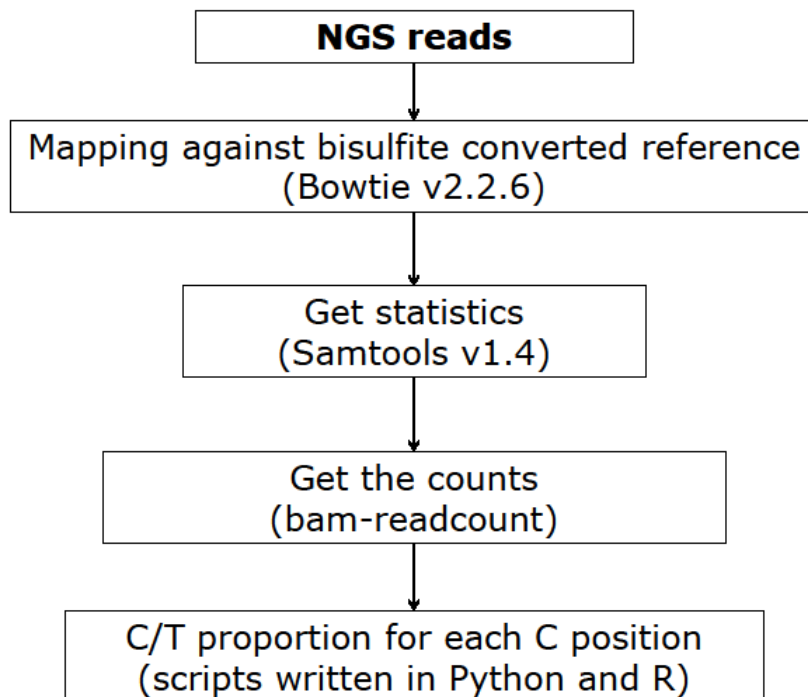 NGS reads
Mapping against bisulfite converted reference
(Bowtie v2.2.6)
Get statistics
(Samtools v1.4)
Get the counts
(bam-readcount)
C/T proportion for each C position
(scripts written in Python and R)